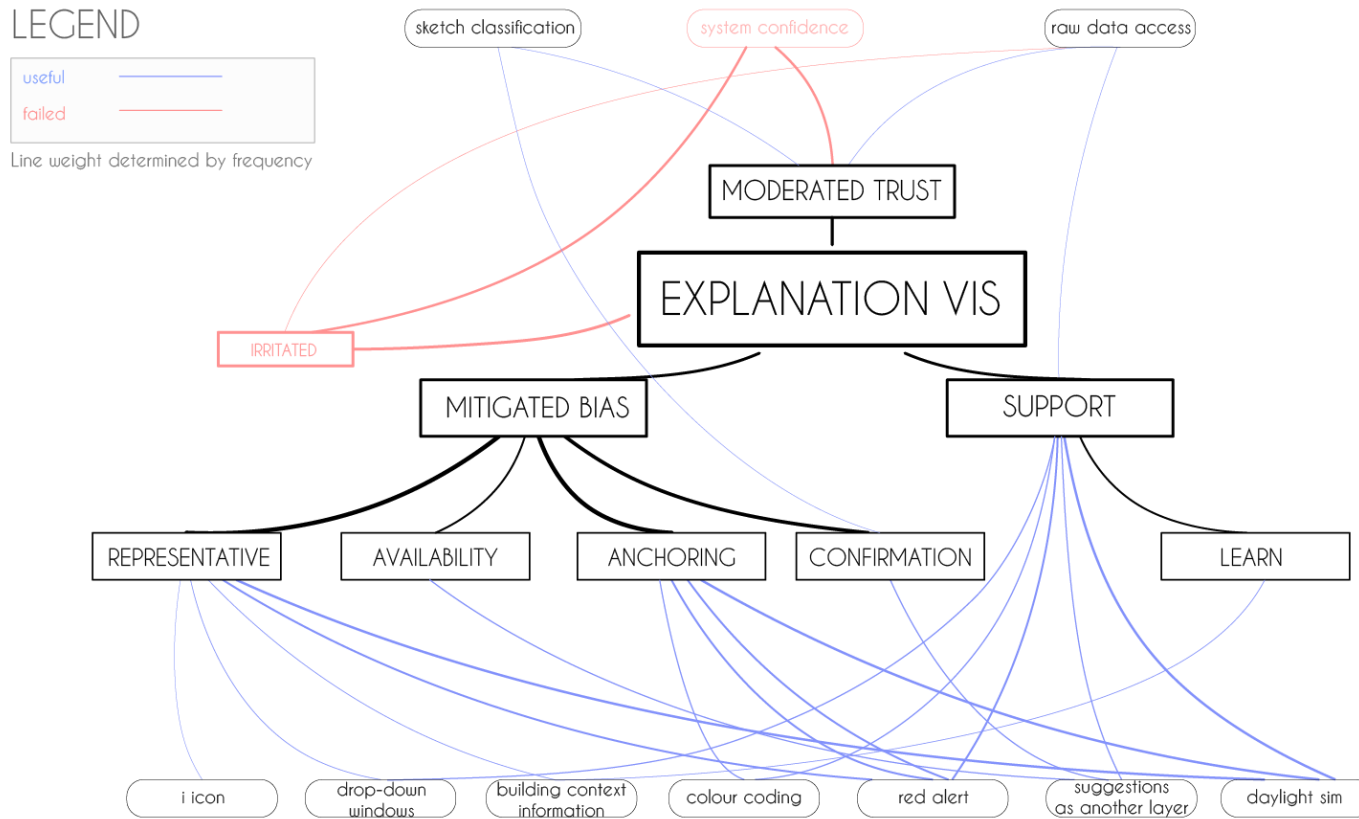 LEGEND
useful
failed
Line weight determined by frequency
sketch classification
system confidence
raw data access
MODERATED TRUST
EXPLANATION VIS
IRRITATED
MITIGATED BIAS
SUPPORT
REPRESENTATIVE
AVAILABILITY
ANCHORING
CONFIRMATION
LEARN
i icon
drop-down
windows
building context
information
colour coding
red alert
suggestions
as another layer
daylight sim